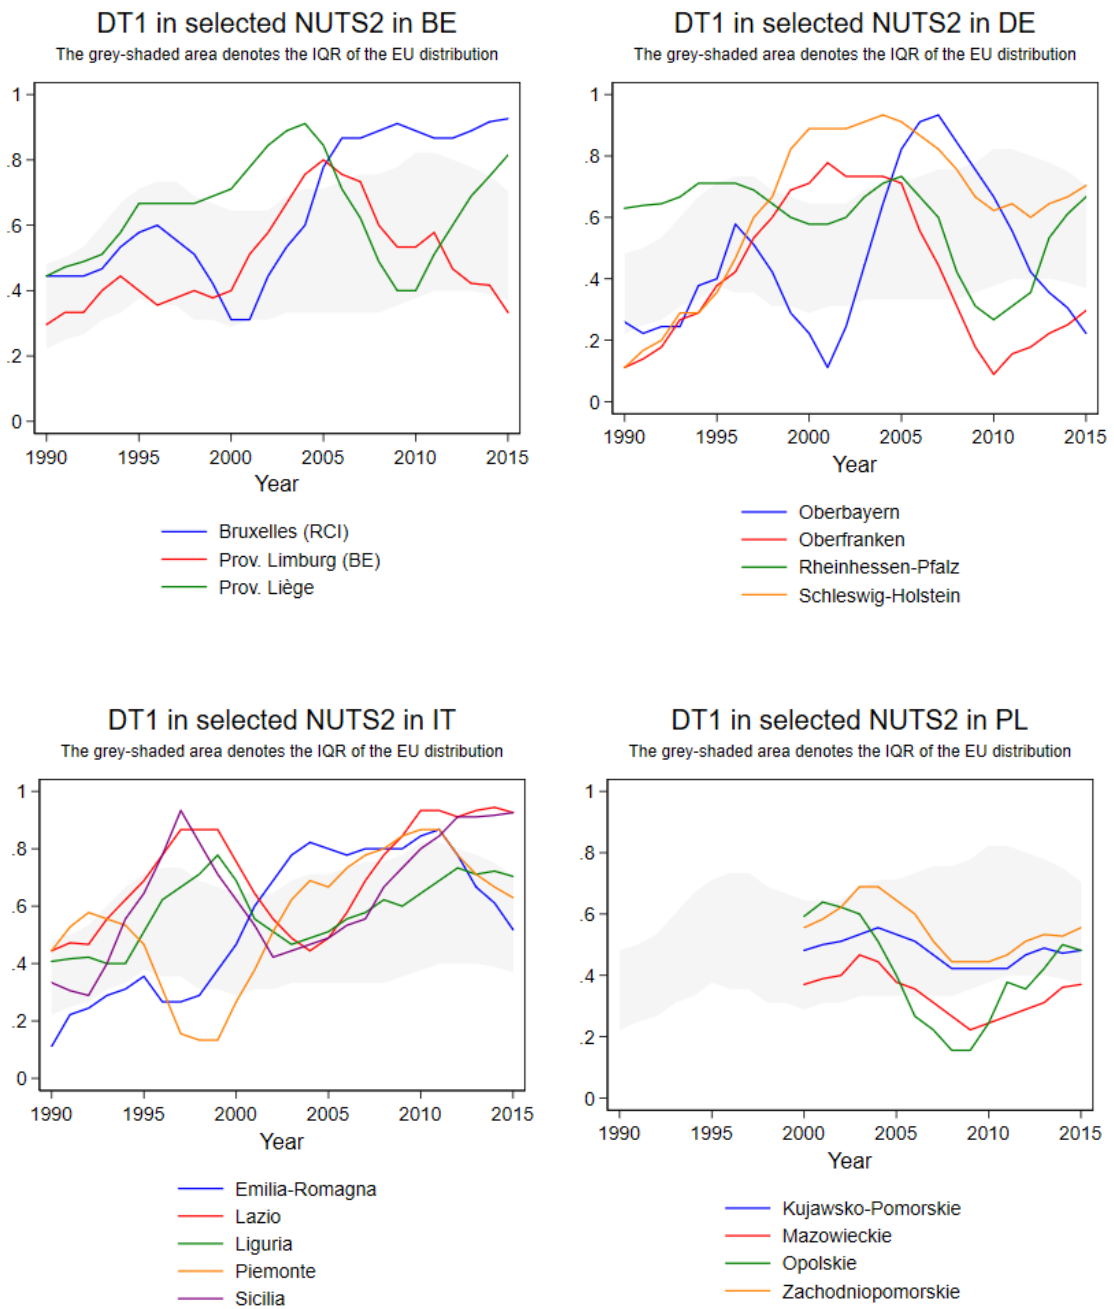 DT1 in selected NUTS2 in BE
The grey-shaded area denotes the IQR of the EU distribution
1
.8
.6
.4
.2
0
1990 1995 2000 2005 2010 2015
Year
Bruxelles (RCI)
Prov. Limburg (BE)
Prov. Liège
DT1 in selected NUTS2 in DE
The grey-shaded area denotes the IQR of the EU distribution
1
.8
.6
.4
.2
0
1990 1995 2000 2005 2010 2015
Year
Oberbayern
Oberfranken
Rheinhessen-Pfalz
Schleswig-Holstein
DT1 in selected NUTS2 in IT
The grey-shaded area denotes the IQR of the EU distribution
1
.8
.6
.4
.2
0
1990 1995 2000 2005 2010 2015
Year
Emilia-Romagna
Lazio
Liguria
Piemonte
Sicilia
DT1 in selected NUTS2 in PL
The grey-shaded area denotes the IQR of the EU distribution
1
.8
.6
.4
.2
0
1990 1995 2000 2005 2010 2015
Year
Kujawsko-Pomorskie
Mazowieckie
Opolskie
Zachodniopomorskie